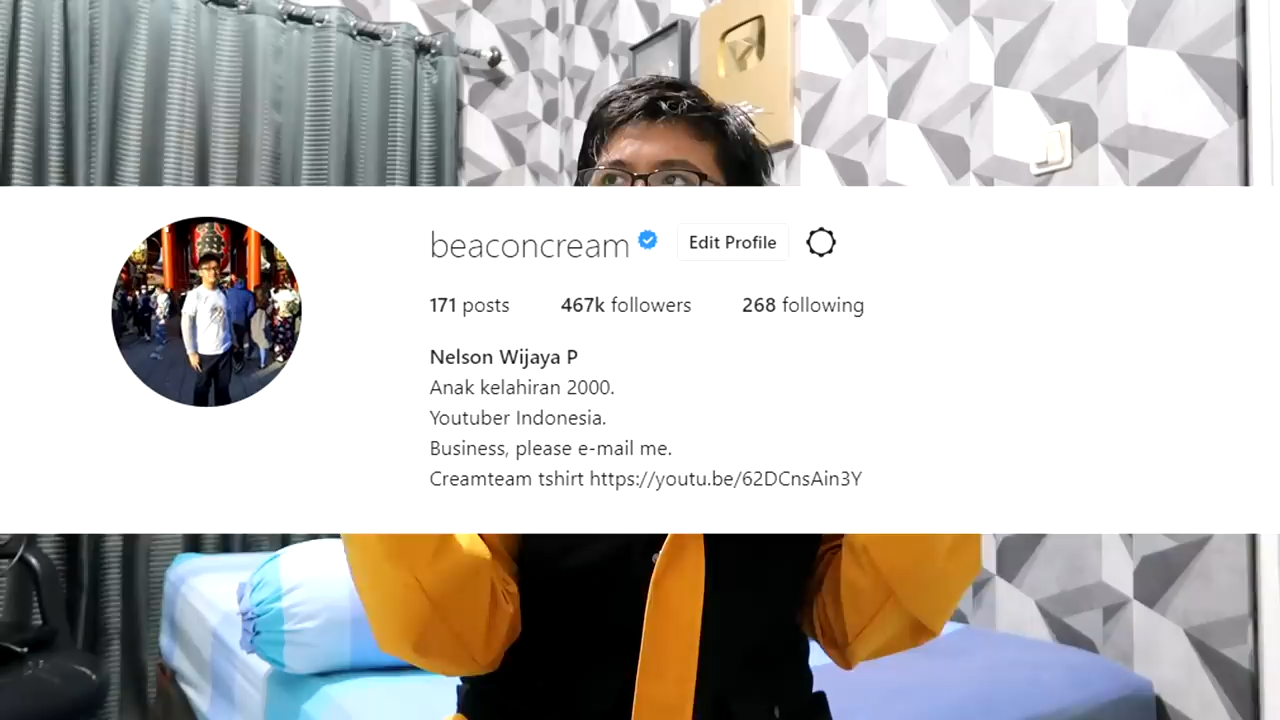 beaconcream Edit Profile
171 posts 467k followers 268 following
Nelson Wijaya P
Anak kelahiran 2000.
Youtuber Indonesia.
Business, please e-mail me.
Creamteam tshirt https://youtu.be/62DCnsAin3Y